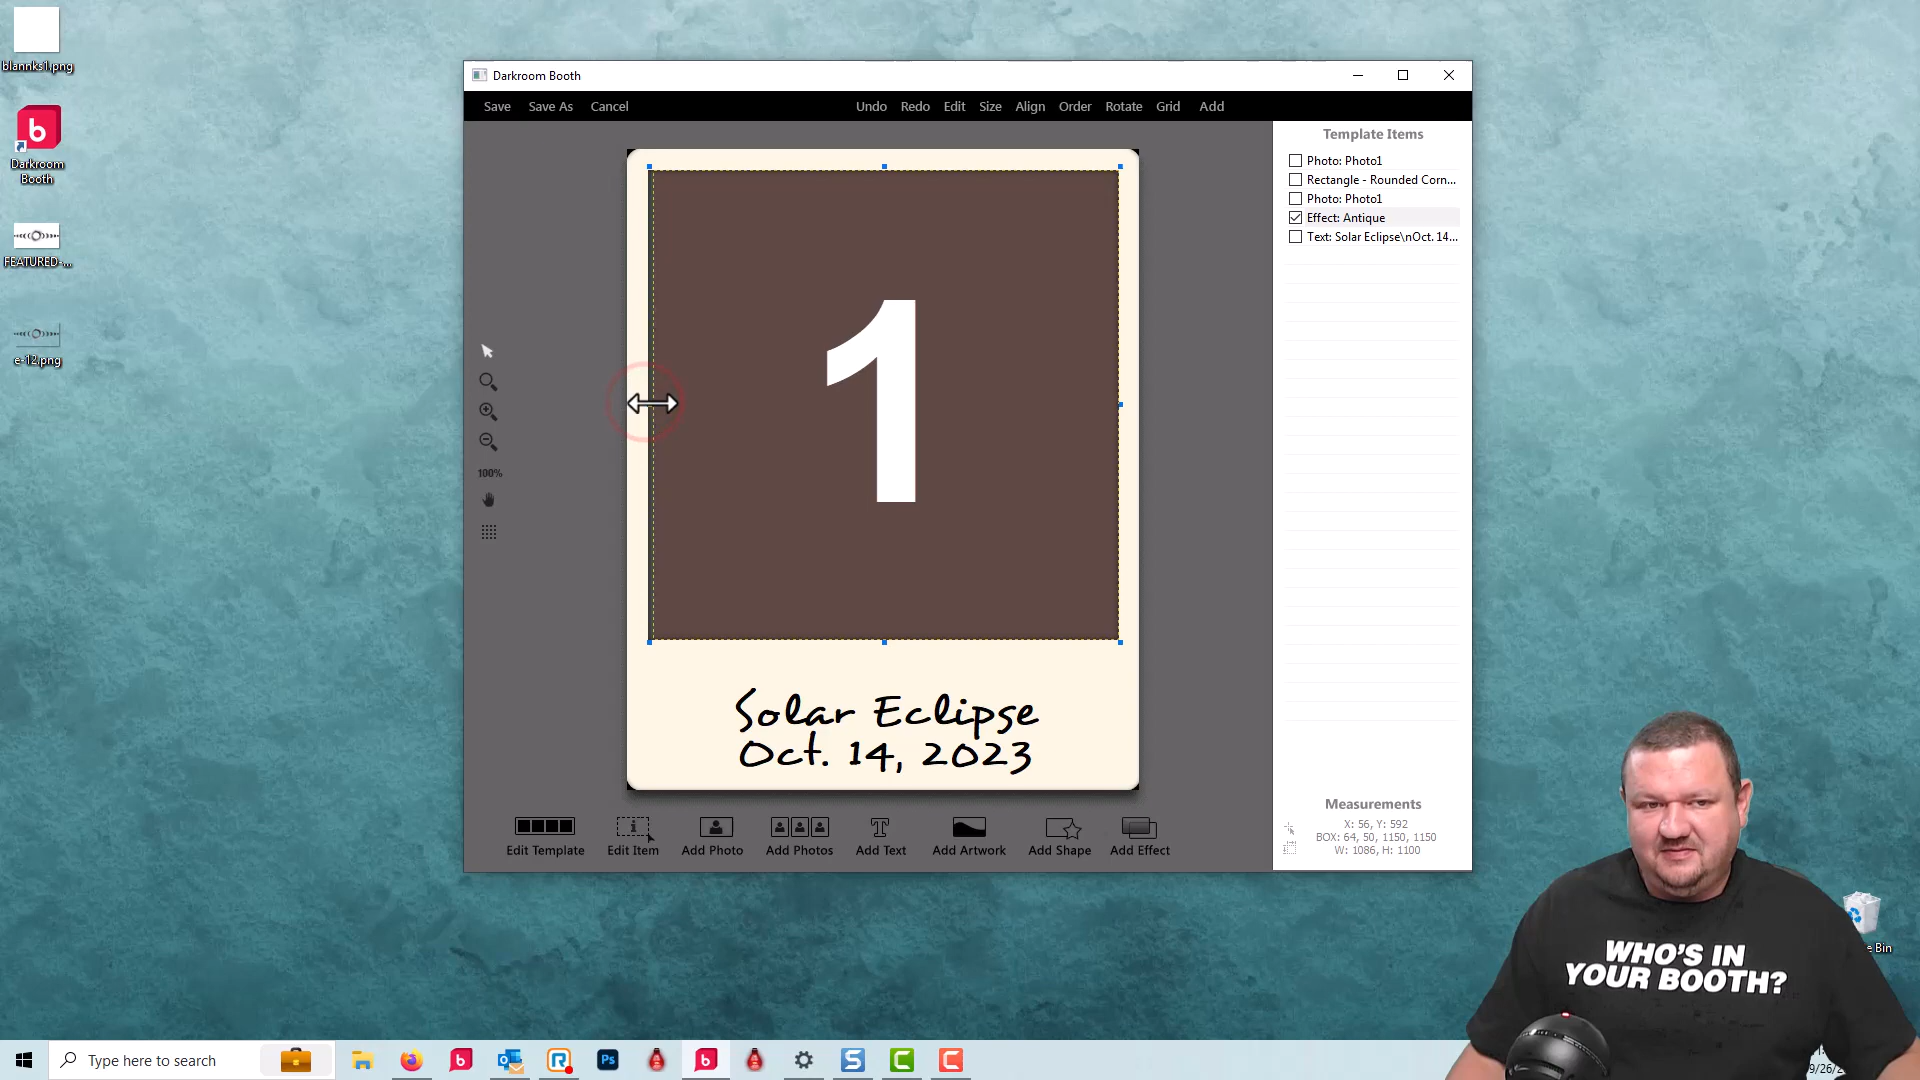 blannks1.png
b
Darkroom
Booth
FEATURED-...
e-12.png
Darkroom Booth
Save Save As Cancel Undo Redo Edit Size Align Order Rotate Grid Add
Template Items
Photo: Photo1
Rectangle - Rounded Corn...
Photo: Photo1
Effect: Antique
Text: Solar Eclipse\nOct. 14...
1
100%
Solar Eclipse
Oct. 14, 2023
Measurements
X: 56, Y: 592
BOX: 64, 50, 1150, 1150
W: 1086, H: 1100
Edit Template Edit Item Add Photo Add Photos Add Text Add Artwork Add Shape Add Effect
WHO'S IN
YOUR BOOTH?
Bin
Type here to search
b
R
Ps
b
S
C
C